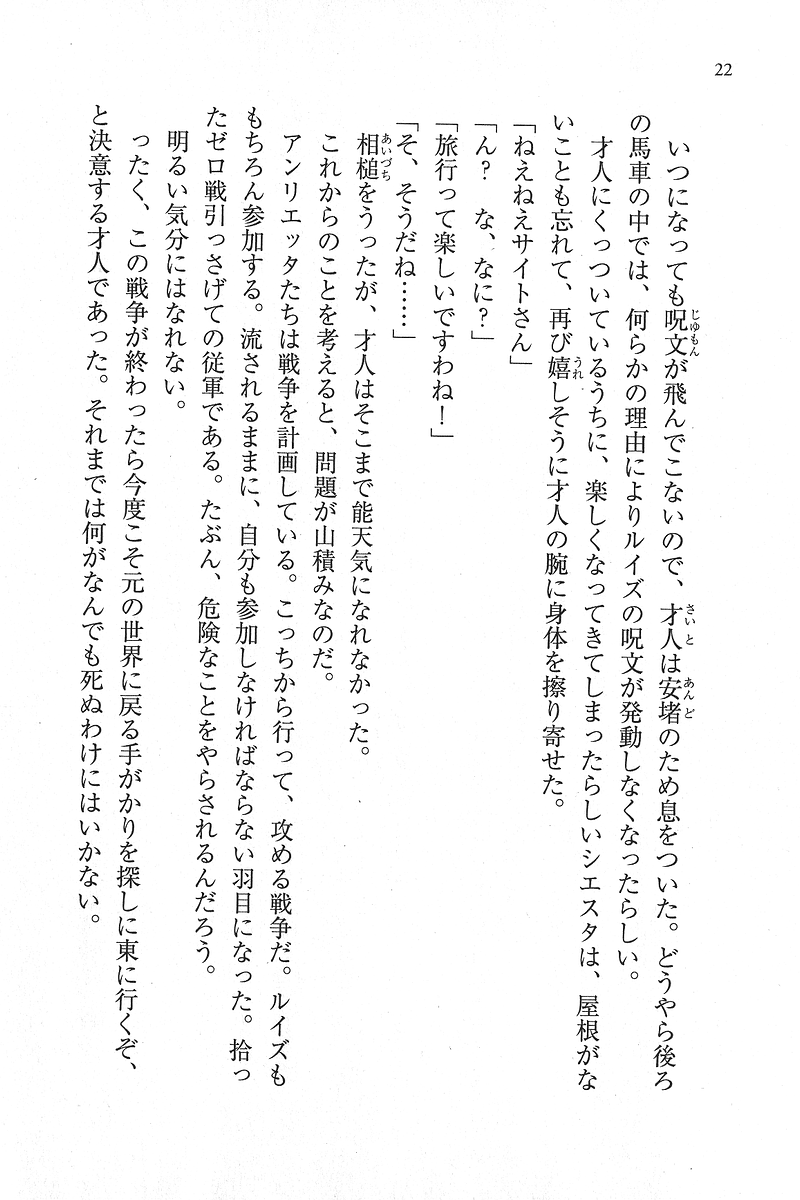 22
いつになっても呪文が飛んでこないので、才人は安堵のため息をついた。どうやら後ろ
の馬車の中では、何らかの理由によりルイズの呪文が発動しなくなったらしい。
才人にくっついているうちに、楽しくなってきてしまったらしいシエスタは、屋根がな
いことも忘れて、再び嬉しそうに才人の腕に身体を擦り寄せた。
「ねえねえサイトさん」
「ん？　な、なに？」
「旅行って楽しいですわね！」
「そ、そうだね……」
相槌をうったが、才人はそこまで能天気になれなかった。
これからのことを考えると、問題が山積みなのだ。
アンリエッタたちは戦争を計画している。こっちから行って、攻める戦争だ。ルイズも
もちろん参加する。流されるままに、自分も参加しなければならない羽目になった。拾っ
たゼロ戦引っさげての従軍である。たぶん、危険なことをやらされるんだろう。
明るい気分にはなれない。
ったく、この戦争が終わったら今度こそ元の世界に戻る手がかりを探しに東に行くぞ、
と決意する才人であった。それまでは何がなんでも死ぬわけにはいかない。